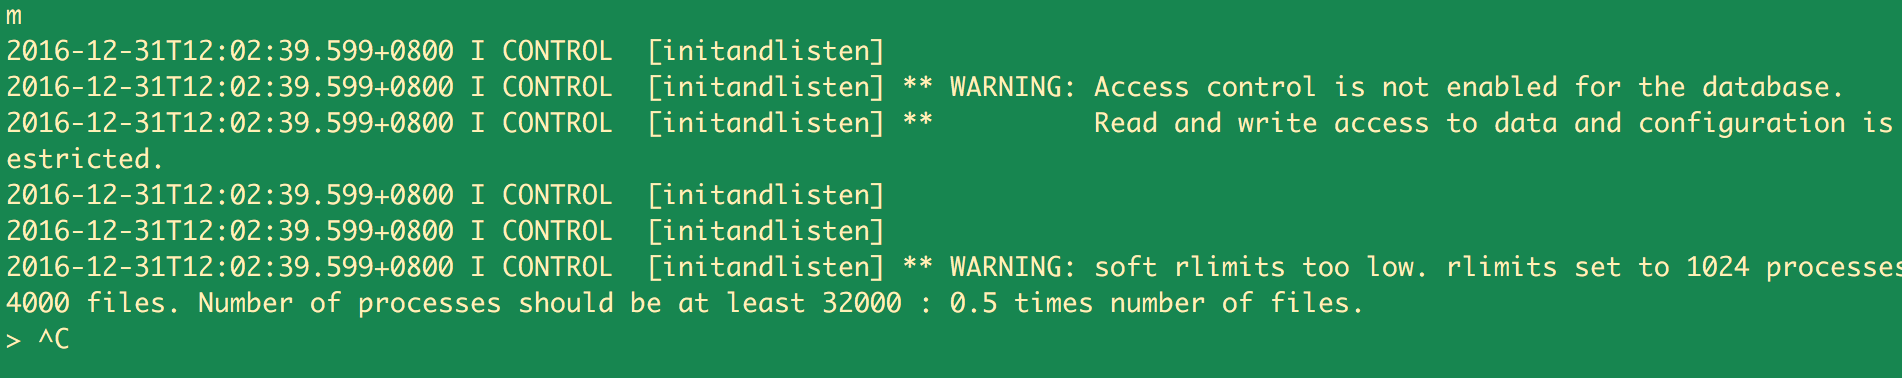 m
2016-12-31T12:02:39.599+0800 I CONTROL  [initandlisten]
2016-12-31T12:02:39.599+0800 I CONTROL  [initandlisten] ** WARNING: Access control is not enabled for the database.
2016-12-31T12:02:39.599+0800 I CONTROL  [initandlisten] **          Read and write access to data and configuration is
estricted.
2016-12-31T12:02:39.599+0800 I CONTROL  [initandlisten]
2016-12-31T12:02:39.599+0800 I CONTROL  [initandlisten]
2016-12-31T12:02:39.599+0800 I CONTROL  [initandlisten] ** WARNING: soft rlimits too low. rlimits set to 1024 processes
4000 files. Number of processes should be at least 32000 : 0.5 times number of files.
> ^C